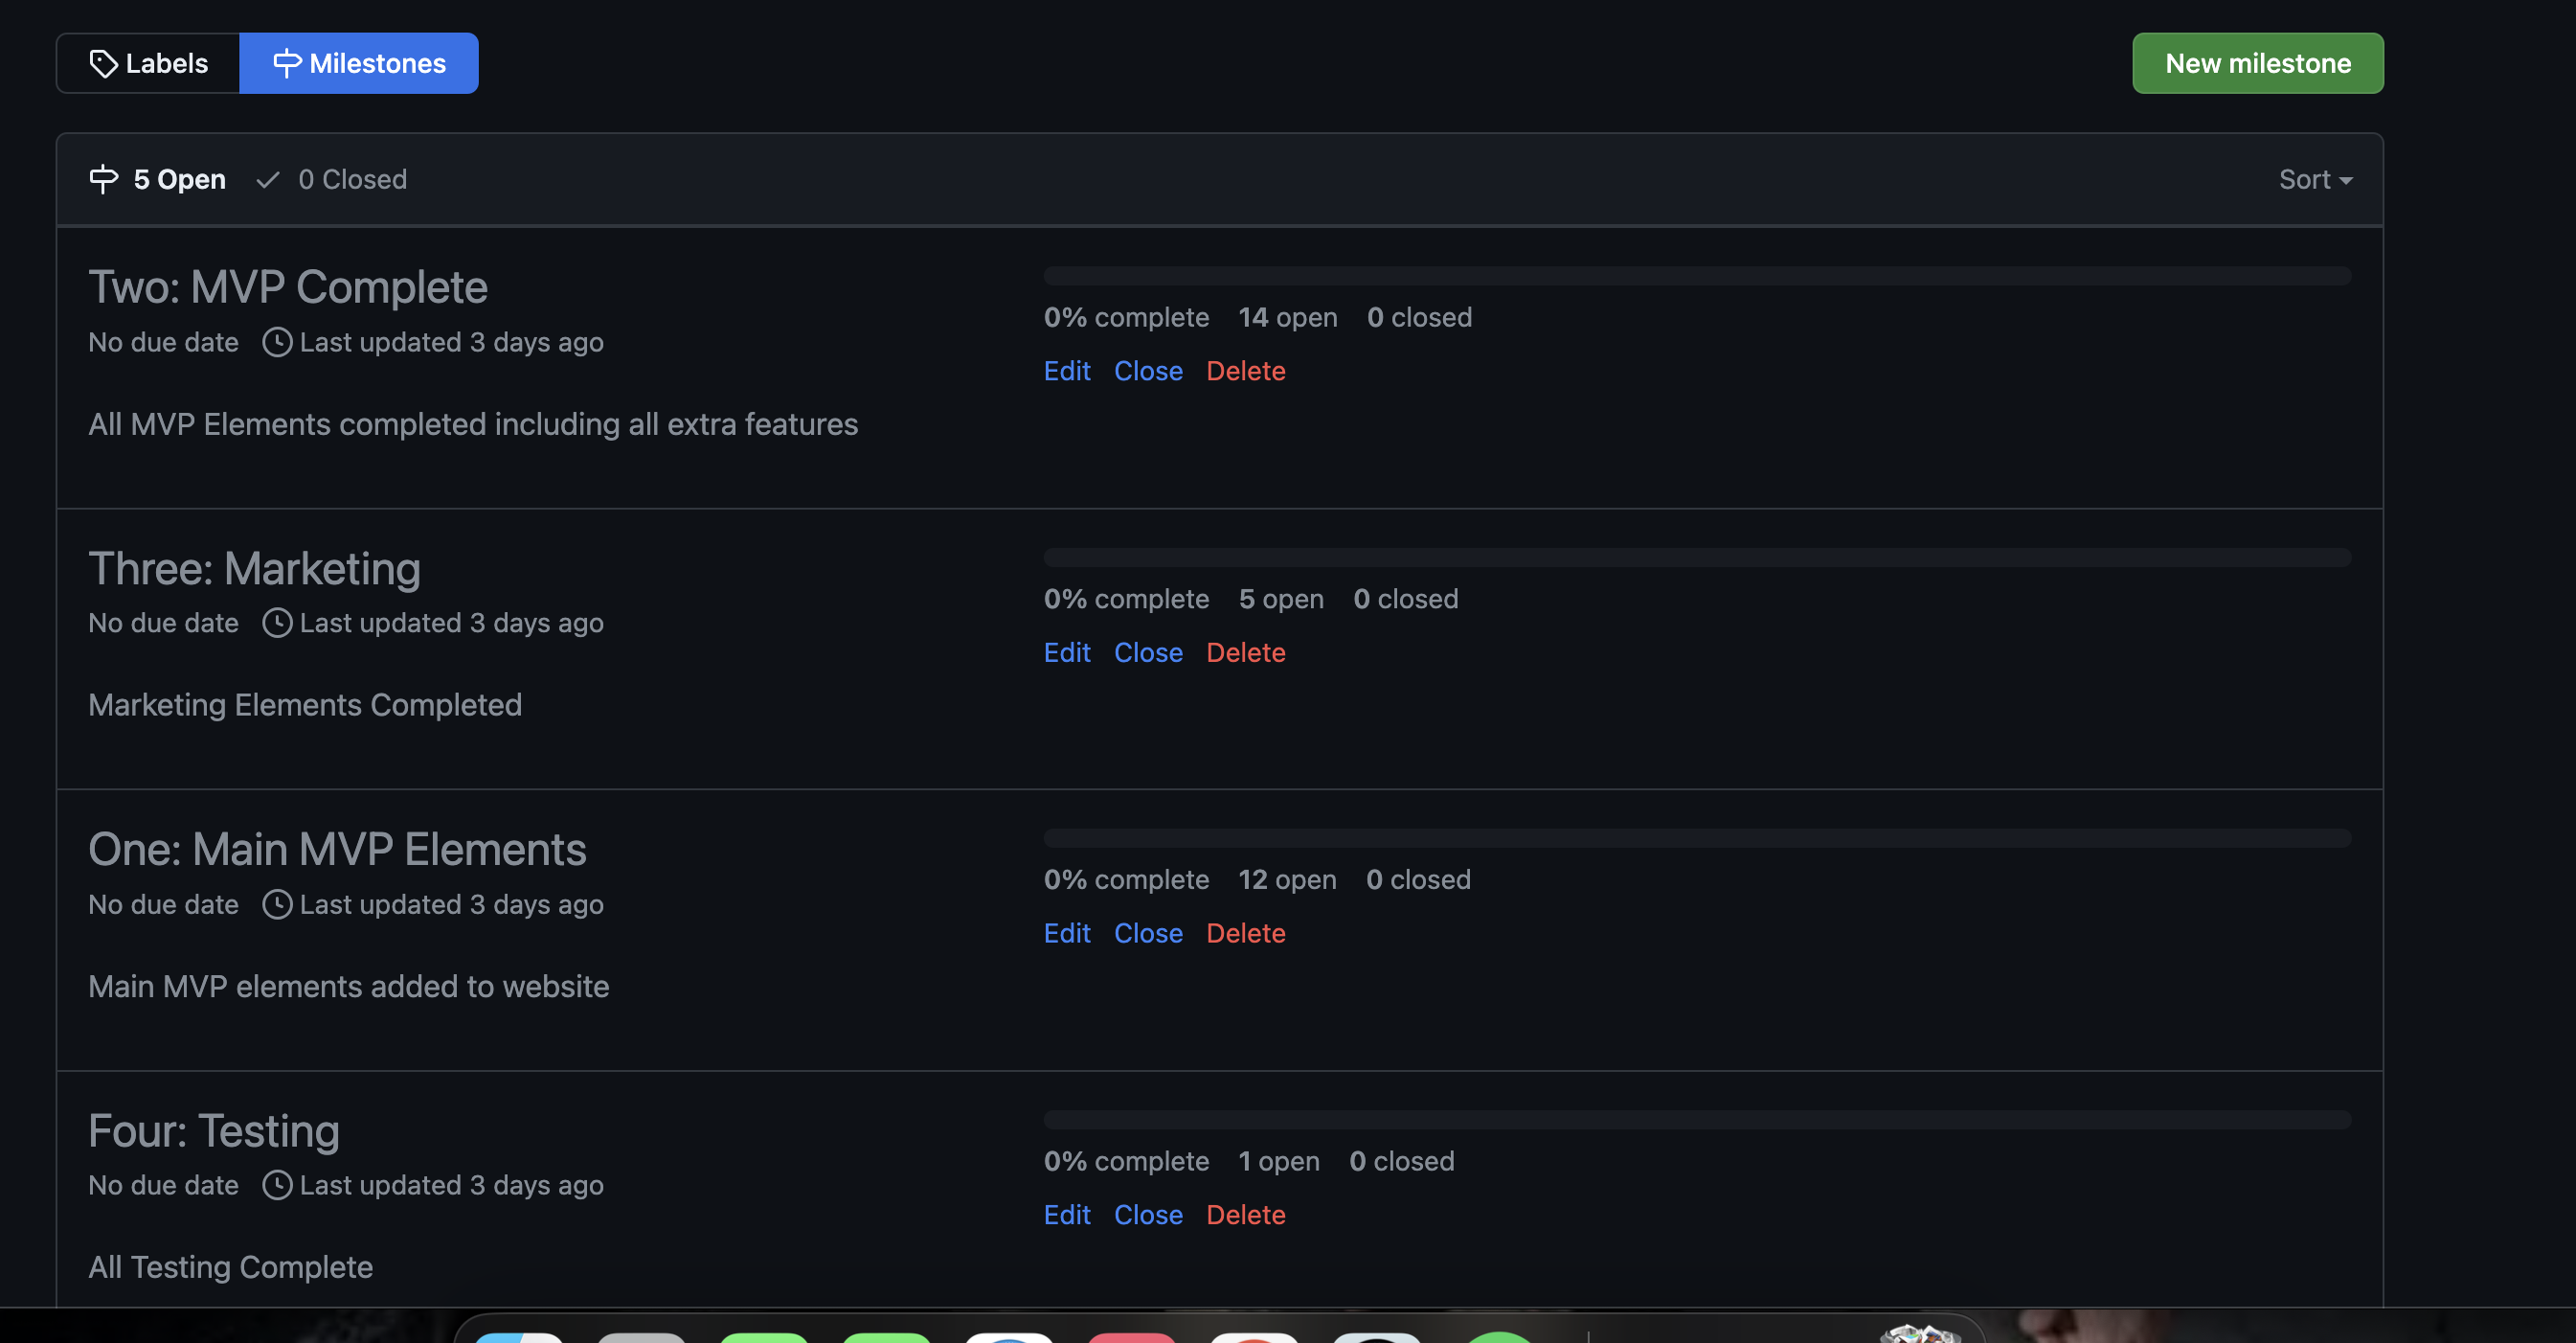 Labels Milestones New milestone
5 Open 0 Closed Sort
Two: MVP Complete
No due date Last updated 3 days ago
0% complete 14 open 0 closed
Edit Close Delete
All MVP Elements completed including all extra features
Three: Marketing
No due date Last updated 3 days ago
0% complete 5 open 0 closed
Edit Close Delete
Marketing Elements Completed
One: Main MVP Elements
No due date Last updated 3 days ago
0% complete 12 open 0 closed
Edit Close Delete
Main MVP elements added to website
Four: Testing
No due date Last updated 3 days ago
0% complete 1 open 0 closed
Edit Close Delete
All Testing Complete